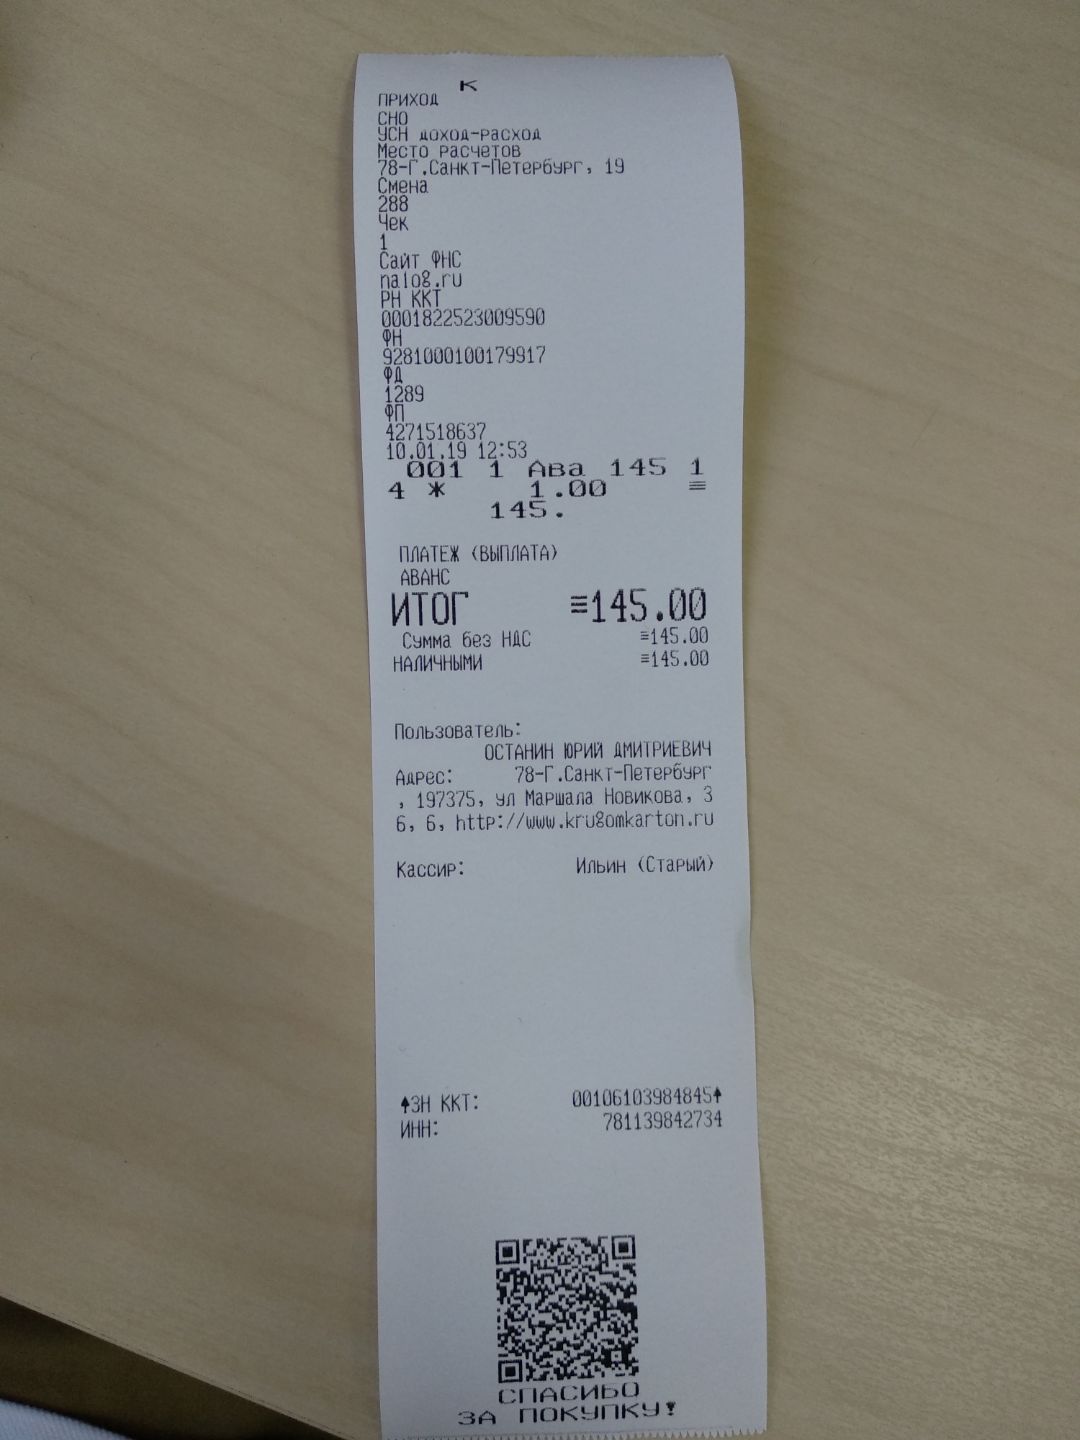 К
ПРИХОД
СНО
УСН доход-расход
Место расчетов
78-Г.Санкт-Петербург, 19
Смена
288
Чек
1
Сайт ФНС
nalog.ru
РН ККТ
0001822523009590
ФН
9281000100179917
ФД
1289
ФП
4271518637
10.01.19 12:53
001 1 Ава 145 1
4 ж 1.00 ≡
145.
ПЛАТЕЖ (ВЫПЛАТА)
АВАНС
ИТОГ ≡145.00
Сумма без НДС ≡145.00
НАЛИЧНЫМИ ≡145.00
Пользователь:
ОСТАНИН ЮРИЙ ДМИТРИЕВИЧ
Адрес: 78-Г.Санкт-Петербург
, 197375, ул Маршала Новикова, 3
6, 6, http://www.krugomkarton.ru
Кассир: Ильин (Старый)
↑ЗН ККТ: 00106103984845↑
ИНН: 781139842734
СПАСИБО
ЗА ПОКУПКУ!